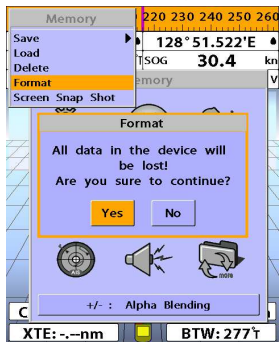 Memory
220 230 240 250 260
Save
128°51.522'E
Load
SOG 30.4 kn
Delete
Format
emory
Screen Snap Shot
Format
All data in the device will
be lost!
Are you sure to continue?
Yes No
AIS
more
+/- : Alpha Blending
C
XTE: -.--nm BTW: 277°T